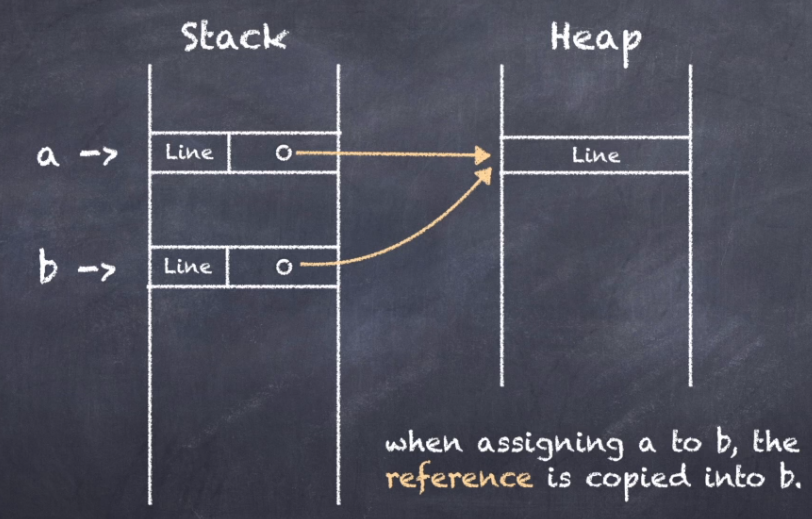 Stack
Heap
a -> Line
Line
b -> Line
when assigning a to b, the
reference is copied into b.